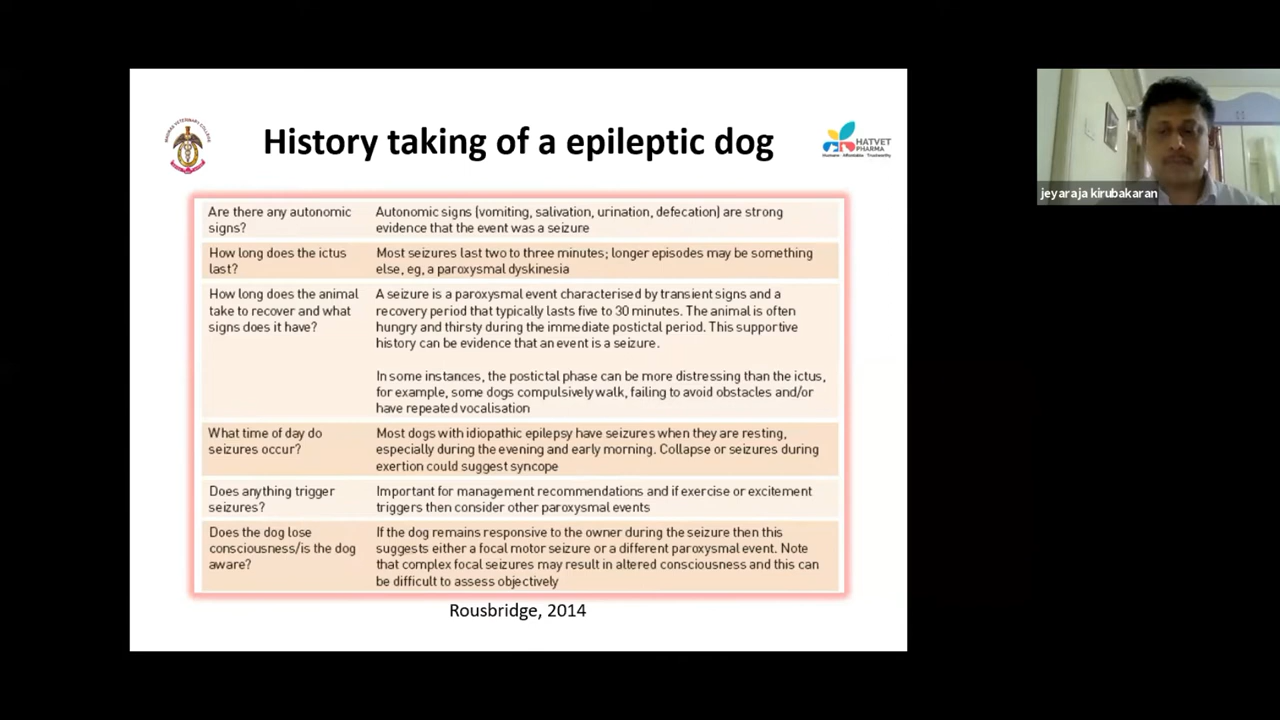 MADRAS VETERINARY COLLEGE
History taking of a epileptic dog
HATVET
PHARMA
Humane Affordable Trustworthy
jeyaraja kirubakaran
Are there any autonomic
signs?
Autonomic signs (vomiting, salivation, urination, defecation) are strong
evidence that the event was a seizure
How long does the ictus
last?
Most seizures last two to three minutes; longer episodes may be something
else, eg, a paroxysmal dyskinesia
How long does the animal
take to recover and what
signs does it have?
A seizure is a paroxysmal event characterised by transient signs and a
recovery period that typically lasts five to 30 minutes. The animal is often
hungry and thirsty during the immediate postictal period. This supportive
history can be evidence that an event is a seizure.
In some instances, the postictal phase can be more distressing than the ictus,
for example, some dogs compulsively walk, failing to avoid obstacles and/or
have repeated vocalisation
What time of day do
seizures occur?
Most dogs with idiopathic epilepsy have seizures when they are resting,
especially during the evening and early morning. Collapse or seizures during
exertion could suggest syncope
Does anything trigger
seizures?
Important for management recommendations and if exercise or excitement
triggers then consider other paroxysmal events
Does the dog lose
consciousness/is the dog
aware?
If the dog remains responsive to the owner during the seizure then this
suggests either a focal motor seizure or a different paroxysmal event. Note
that complex focal seizures may result in altered consciousness and this can
be difficult to assess objectively
Rousbridge, 2014